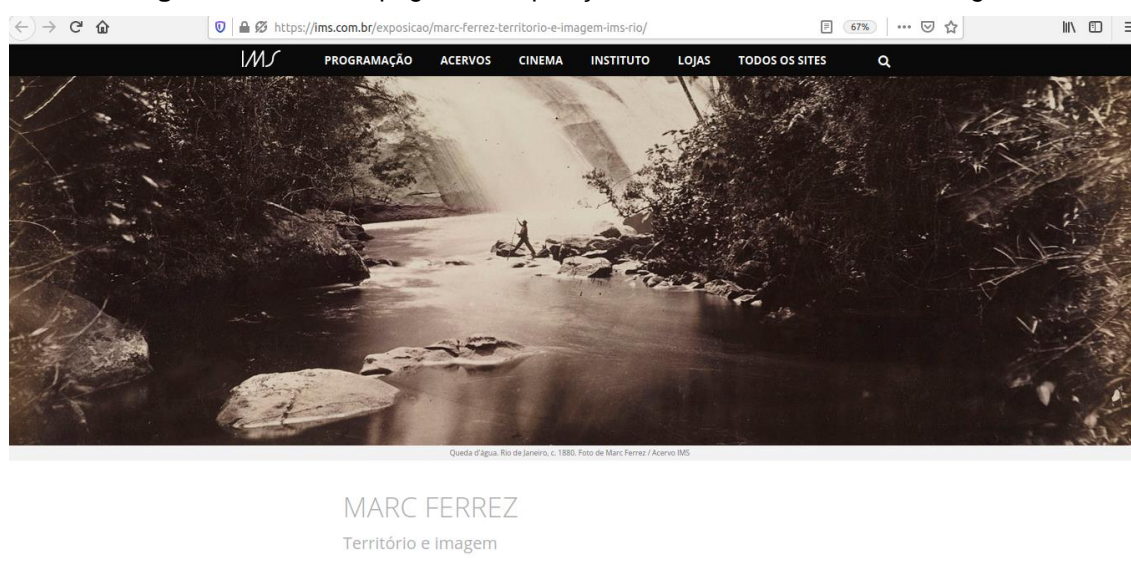 https://ims.com.br/exposicao/marc-ferrez-territorio-e-imagem-ims-rio/ 67%
IMS PROGRAMAÇÃO ACERVOS CINEMA INSTITUTO LOJAS TODOS OS SITES
Queda d'água. Rio de Janeiro, c. 1880. Foto de Marc Ferrez / Acervo IMS
MARC FERREZ
Território e imagem